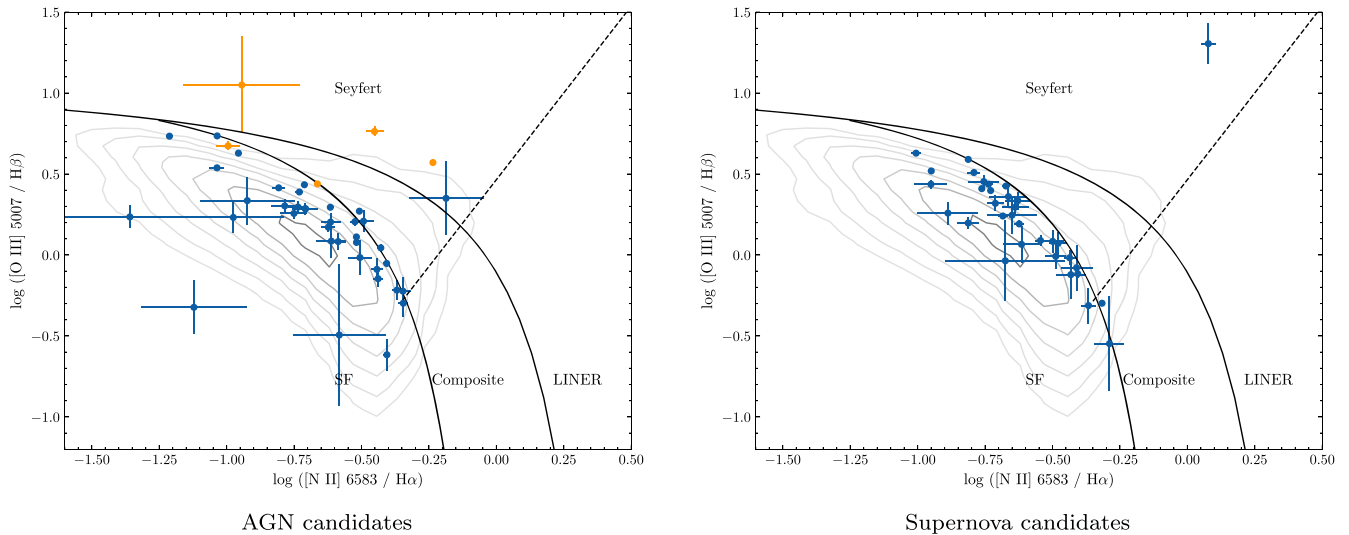 1.5
1.0
0.5
0.0
−0.5
−1.0
log ([O III] 5007 / Hβ)
Seyfert
SF
Composite
LINER
−1.50 −1.25 −1.00 −0.75 −0.50 −0.25 0.00 0.25 0.50
log ([N II] 6583 / Hα)
AGN candidates
1.5
1.0
0.5
0.0
−0.5
−1.0
log ([O III] 5007 / Hβ)
Seyfert
SF
Composite
LINER
−1.50 −1.25 −1.00 −0.75 −0.50 −0.25 0.00 0.25 0.50
log ([N II] 6583 / Hα)
Supernova candidates